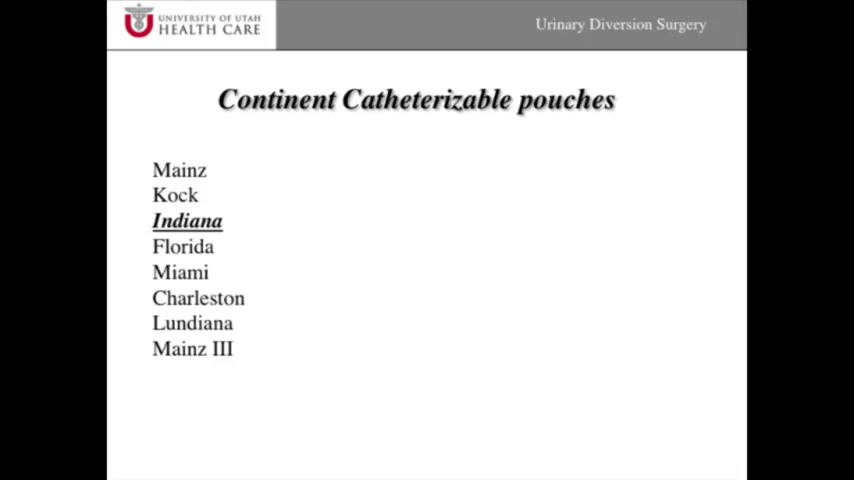 UNIVERSITY OF UTAH
HEALTH CARE
Urinary Diversion Surgery
Continent Catheterizable pouches
Mainz
Kock
Indiana
Florida
Miami
Charleston
Lundiana
Mainz III